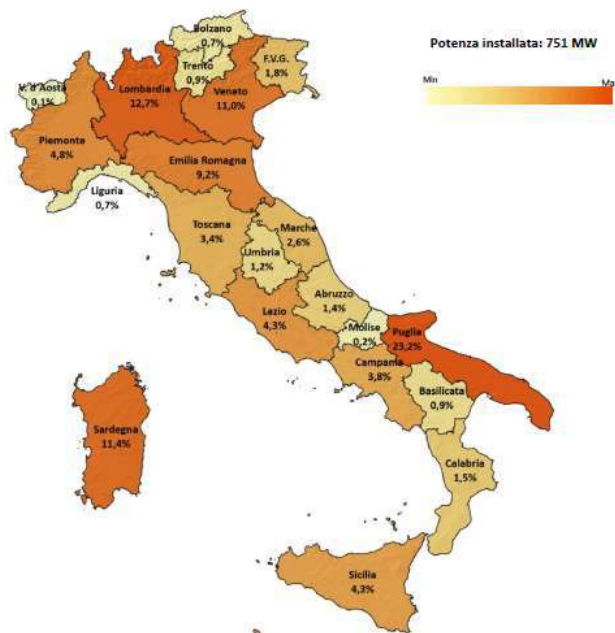 Potenza installata: 751 MW
Min
Ma
Bolzano
0,7%
Trento
0,9%
F.V.G.
1,8%
V. d'Aosta
0,1%
Lombardia
12,7%
Veneto
11,0%
Piemonte
4,8%
Emilia Romagna
9,2%
Liguria
0,7%
Toscana
3,4%
Marche
2,6%
Umbria
1,2%
Lazio
4,3%
Abruzzo
1,4%
Molise
0,2%
Puglia
23,2%
Campania
3,8%
Basilicata
0,9%
Sardegna
11,4%
Calabria
1,5%
Sicilia
4,3%